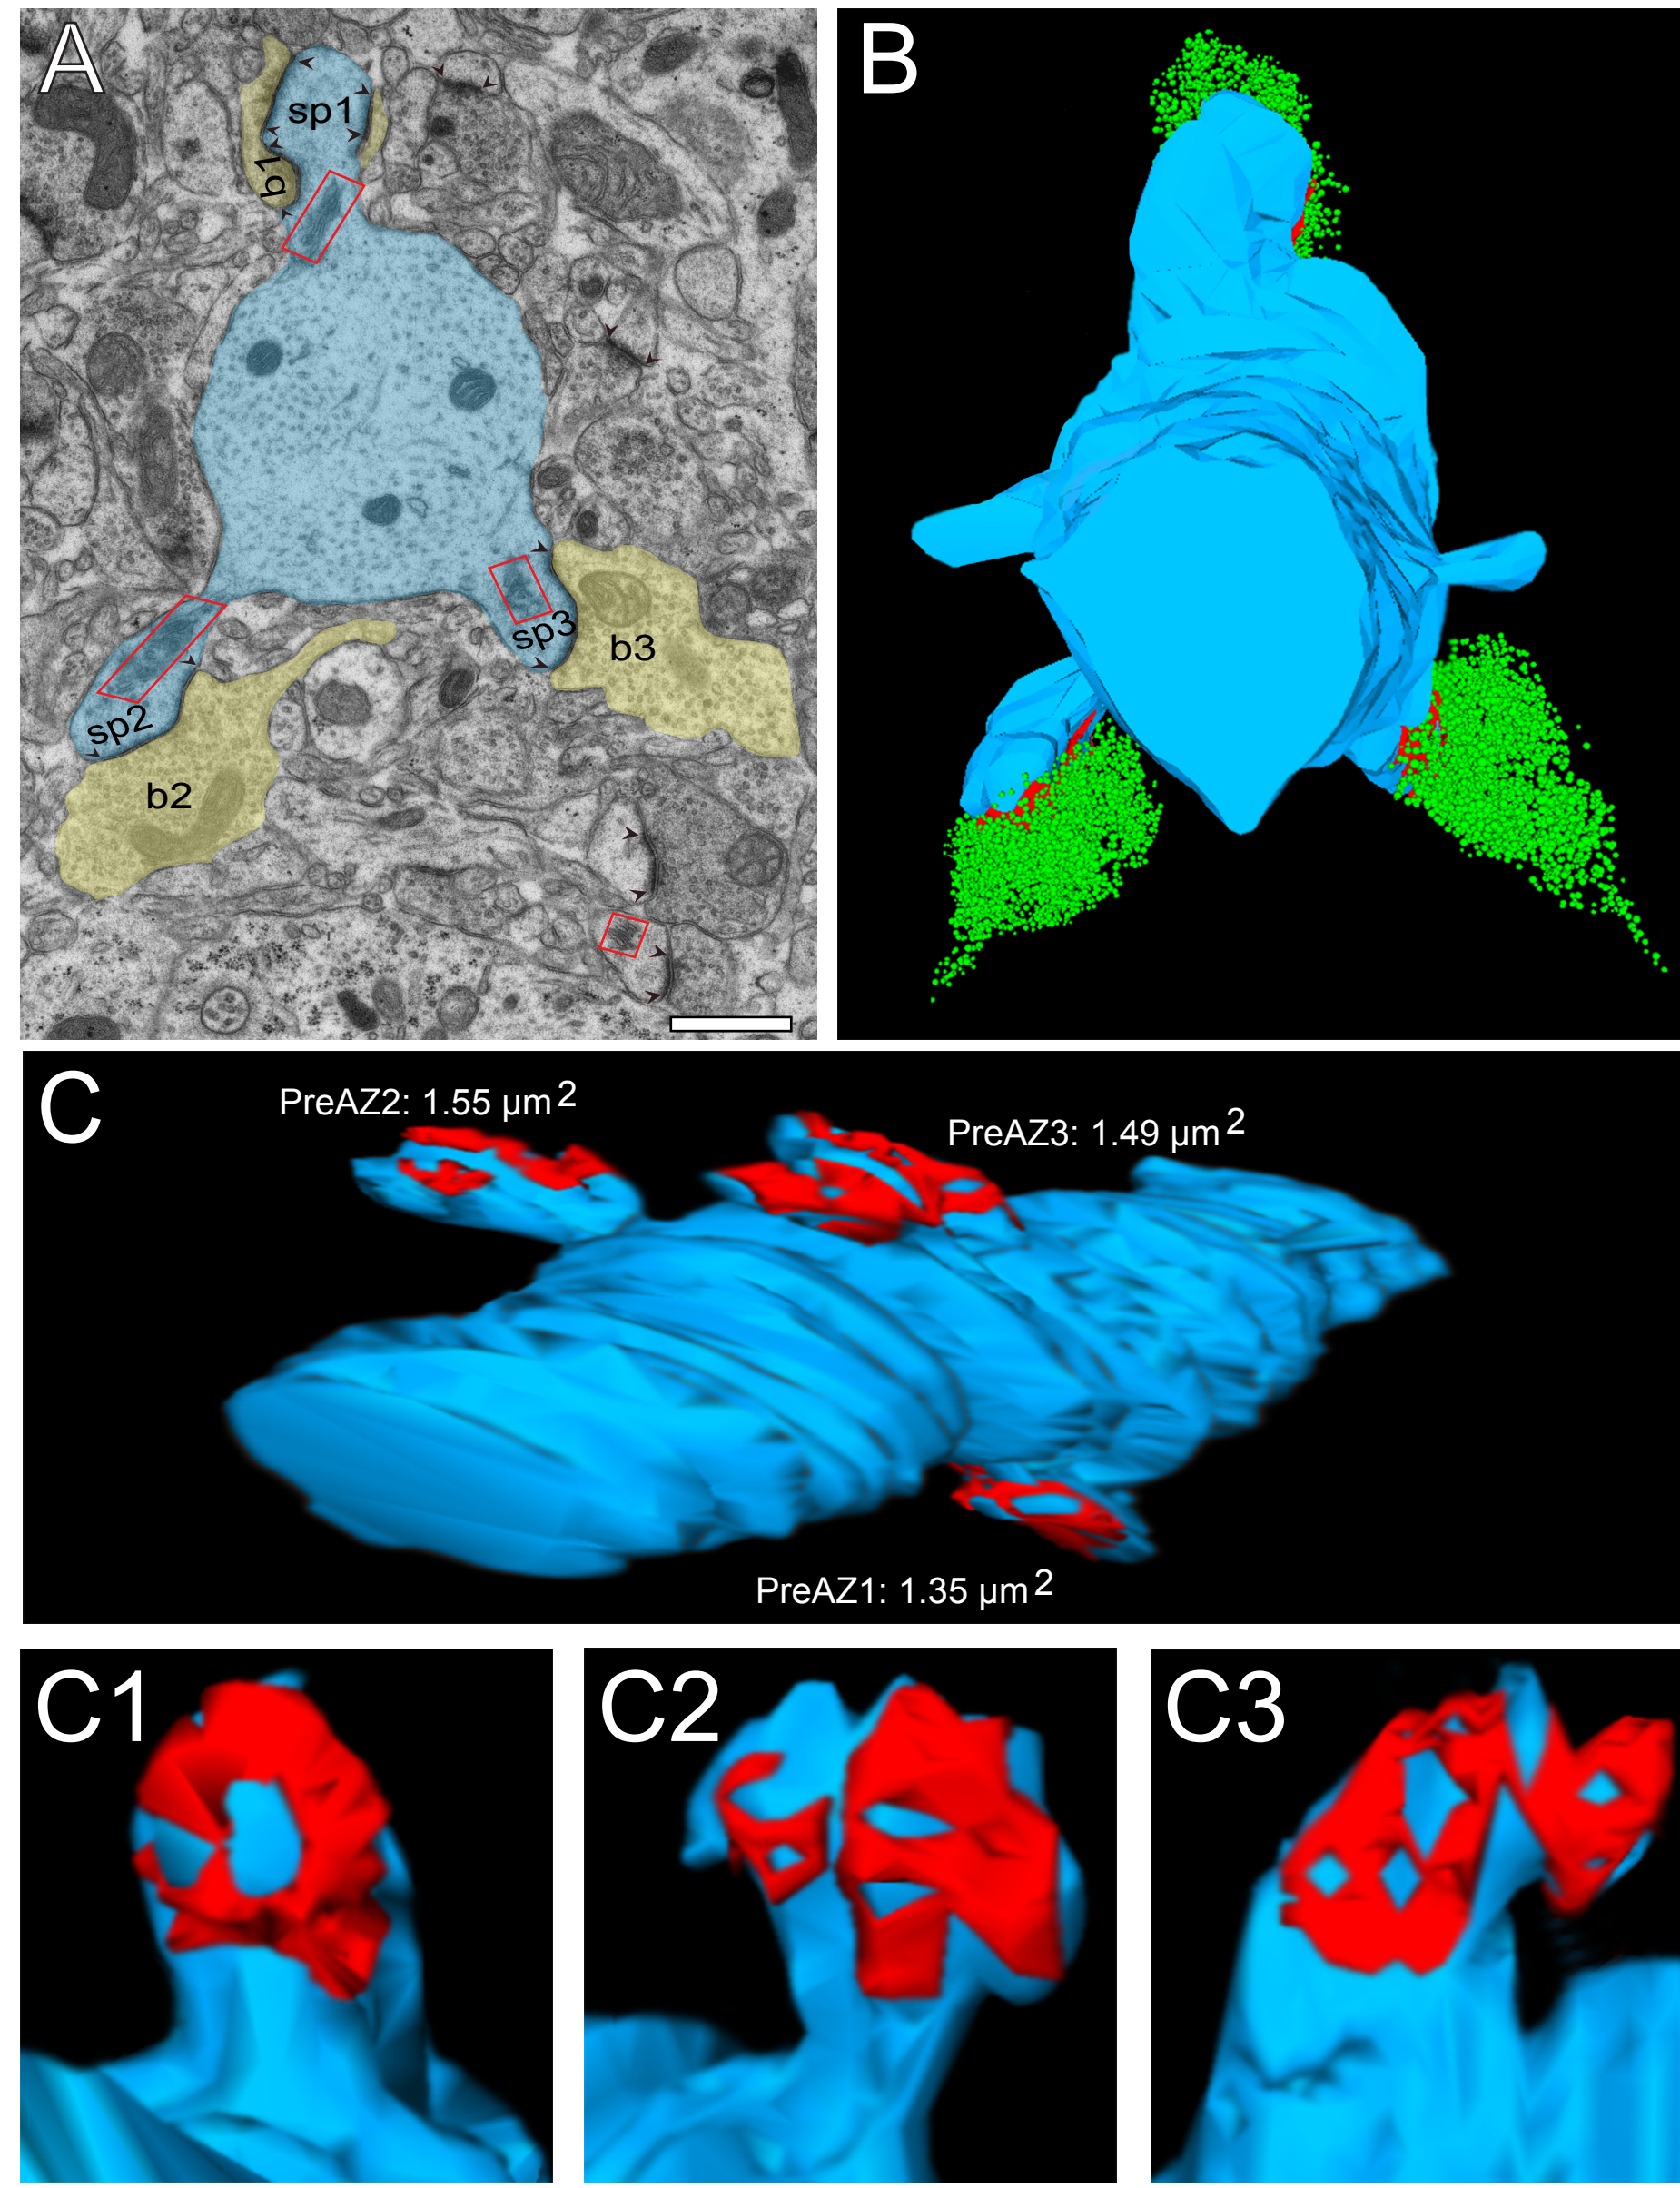 A
sp1
b1
sp3
b3
sp2
b2
B
C
PreAZ2: 1.55 µm2
PreAZ3: 1.49 µm2
PreAZ1: 1.35 µm2
C1
C2
C3